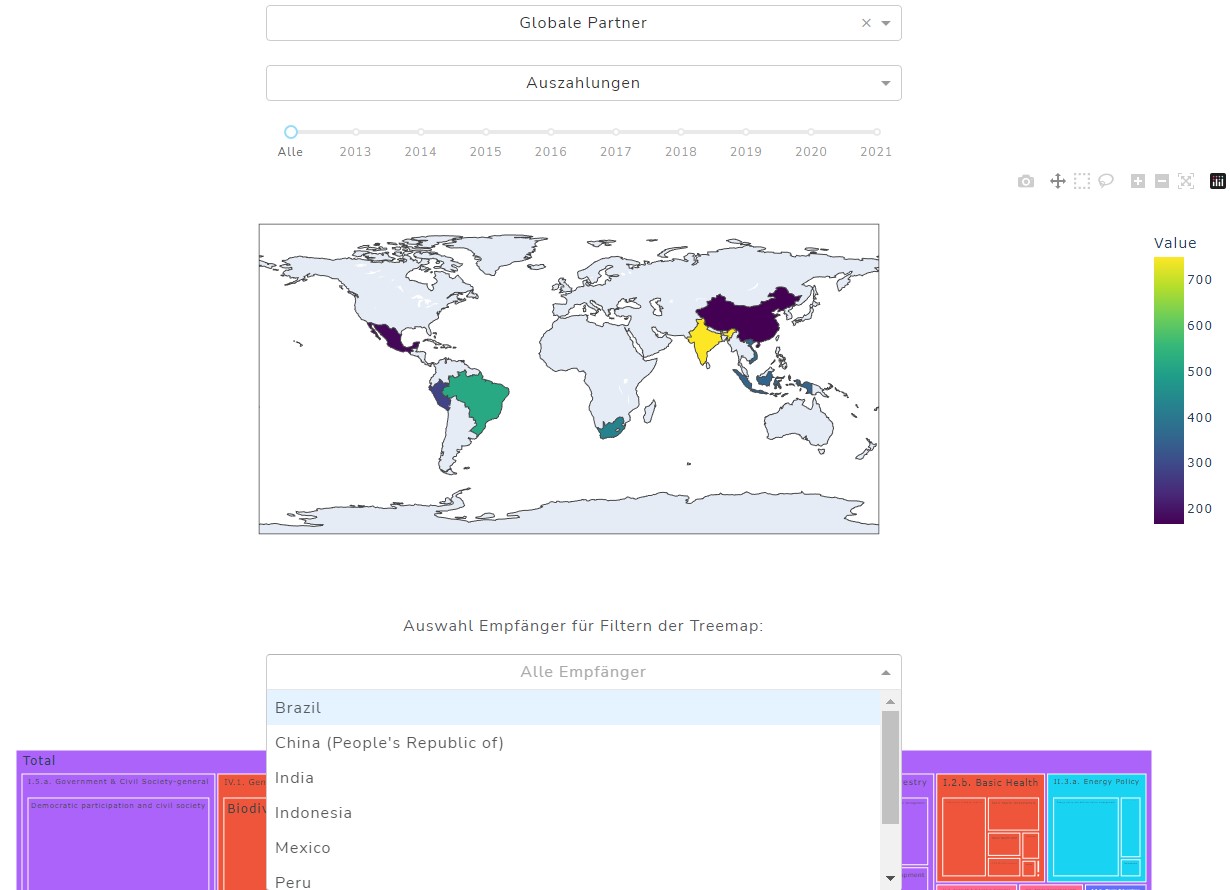 Globale Partner
Auszahlungen
Alle 2013 2014 2015 2016 2017 2018 2019 2020 2021
Value
700
600
500
400
300
200
Auswahl Empfänger für Filtern der Treemap:
Alle Empfänger
Brazil
China (People's Republic of)
India
Indonesia
Mexico
Peru
Total
I.5.a. Government & Civil Society-general
IV.1. Gen
estry
I.2.b. Basic Health
II.3.a. Energy Policy
Democratic participation and civil society
Biodiv